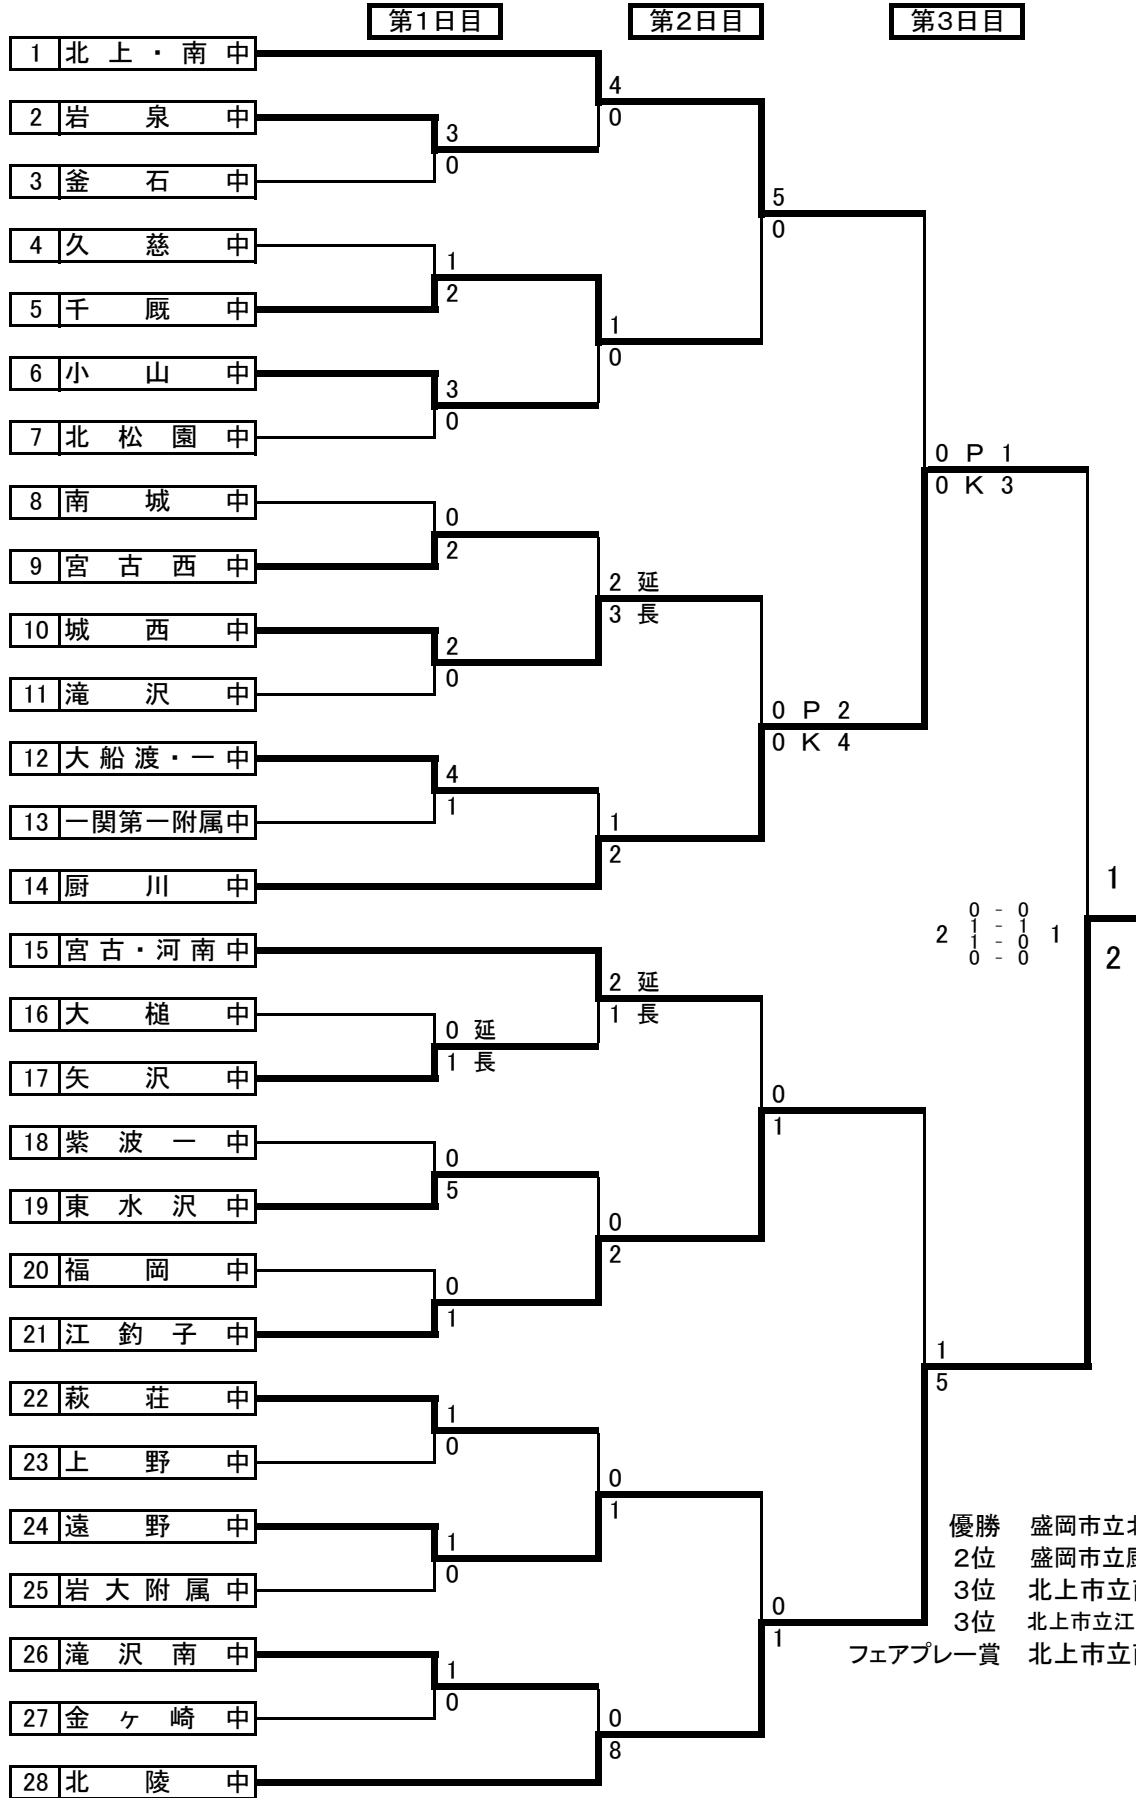 第1日目 第2日目 第3日目
1 北上・南中
4
2 岩泉中
0
3
0
3 釜石中
5
0
4 久慈中
1
2
5 千厩中
1
0
6 小山中
3
0
7 北松園中
0 P 1
0 K 3
8 南城中
0
2
9 宮古西中
2 延
3 長
10 城西中
2
0
11 滝沢中
0 P 2
0 K 4
12 大船渡・一中
4
1
13 一関第一附属中
1
2
14 厨川中
1
0 - 0
1 - 1
2 1
1 - 0
0 - 0
2
15 宮古・河南中
2 延
1 長
16 大槌中
0 延
1 長
17 矢沢中
0
1
18 紫波一中
0
5
19 東水沢中
0
2
20 福岡中
0
1
21 江釣子中
1
5
22 萩荘中
1
0
23 上野中
0
1
24 遠野中
1
0
25 岩大附属中
優勝 盛岡市立北
2位 盛岡市立
3位 北上市立
3位 北上市立江
フェアプレー賞 北上市立
0
1
26 滝沢南中
1
0
27 金ヶ崎中
0
8
28 北陵中